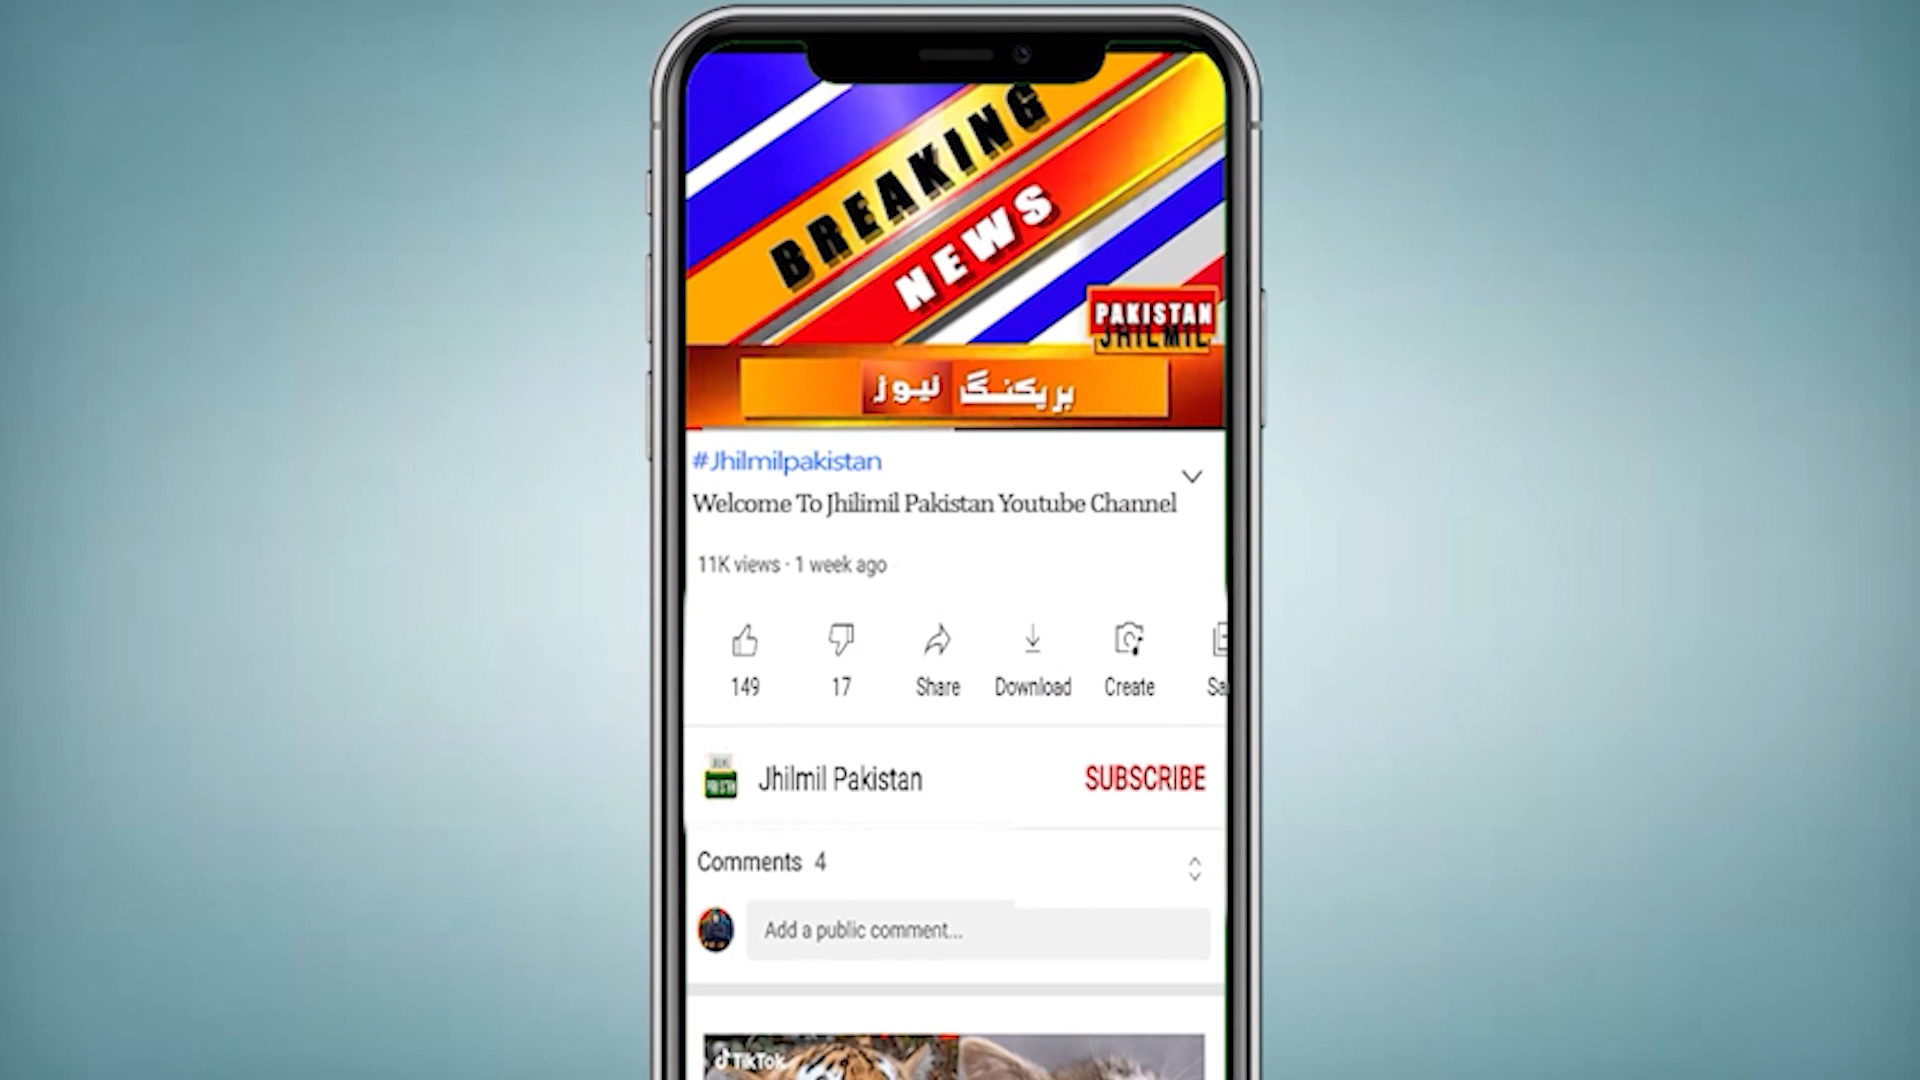 BREAKING
NEWS
PAKISTAN
JHILMIL
بریکنگ نیوز
#Jhilmilpakistan
Welcome To Jhilimil Pakistan Youtube Channel
11K views · 1 week ago
149 17 Share Download Create Sa
Jhilmil Pakistan SUBSCRIBE
Comments 4
Add a public comment...
TikTok